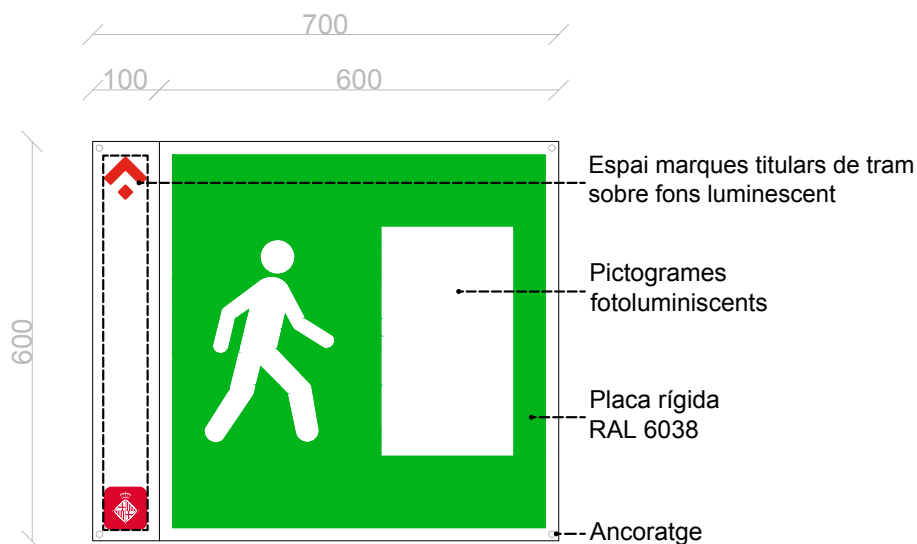 700
100
600
600
Espai marques titulars de tram
sobre fons luminescent
Pictogrames
fotoluminiscents
Placa rígida
RAL 6038
Ancoratge